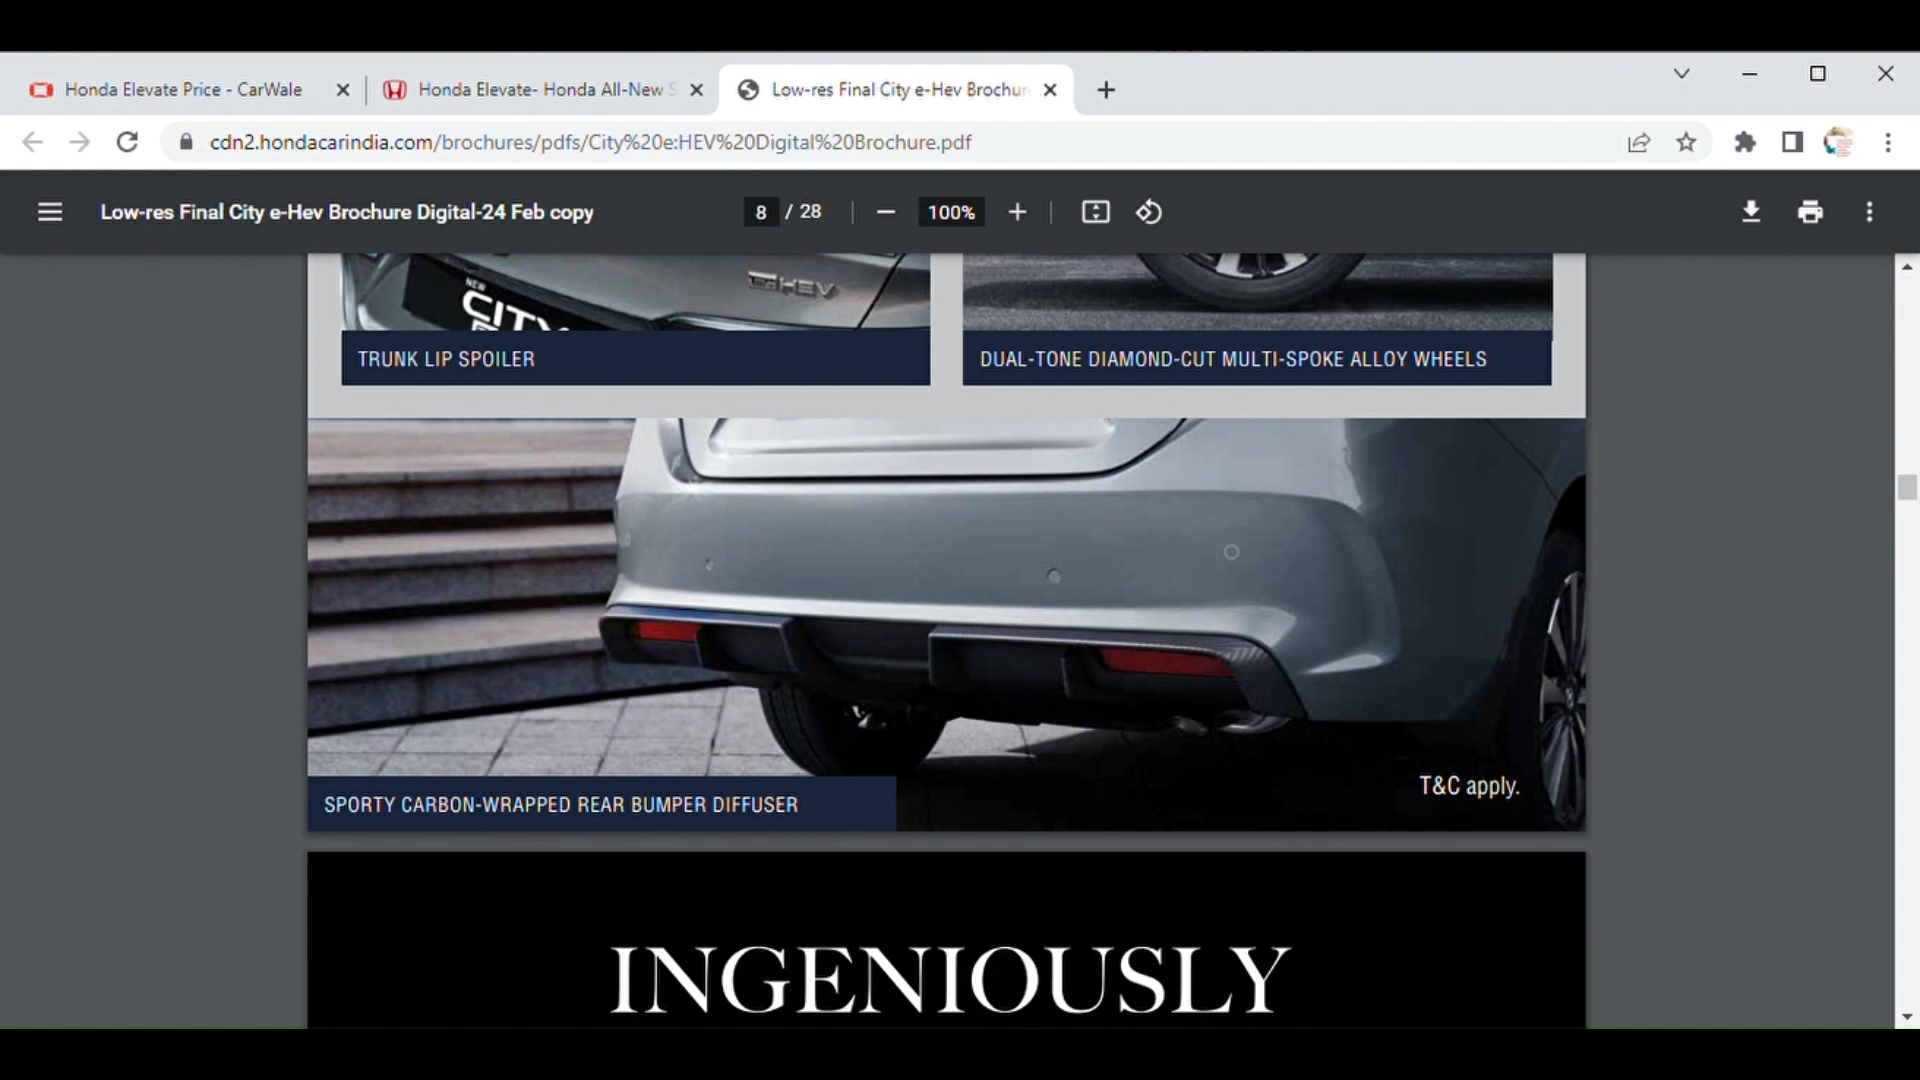 Honda Elevate Price - CarWale
Honda Elevate- Honda All-New S
Low-res Final City e-Hev Brochur
cdn2.hondacarindia.com/brochures/pdfs/City%20e:HEV%20Digital%20Brochure.pdf
Low-res Final City e-Hev Brochure Digital-24 Feb copy
8 / 28
100%
e:HEV
NEW
CITY
TRUNK LIP SPOILER
DUAL-TONE DIAMOND-CUT MULTI-SPOKE ALLOY WHEELS
T&C apply.
SPORTY CARBON-WRAPPED REAR BUMPER DIFFUSER
INGENIOUSLY